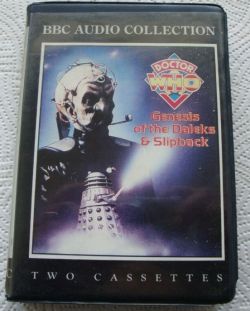 BBC AUDIO COLLECTION
DOCTOR
WHO
Genesis
of the Daleks
& Slipback
TWO CASSETTES